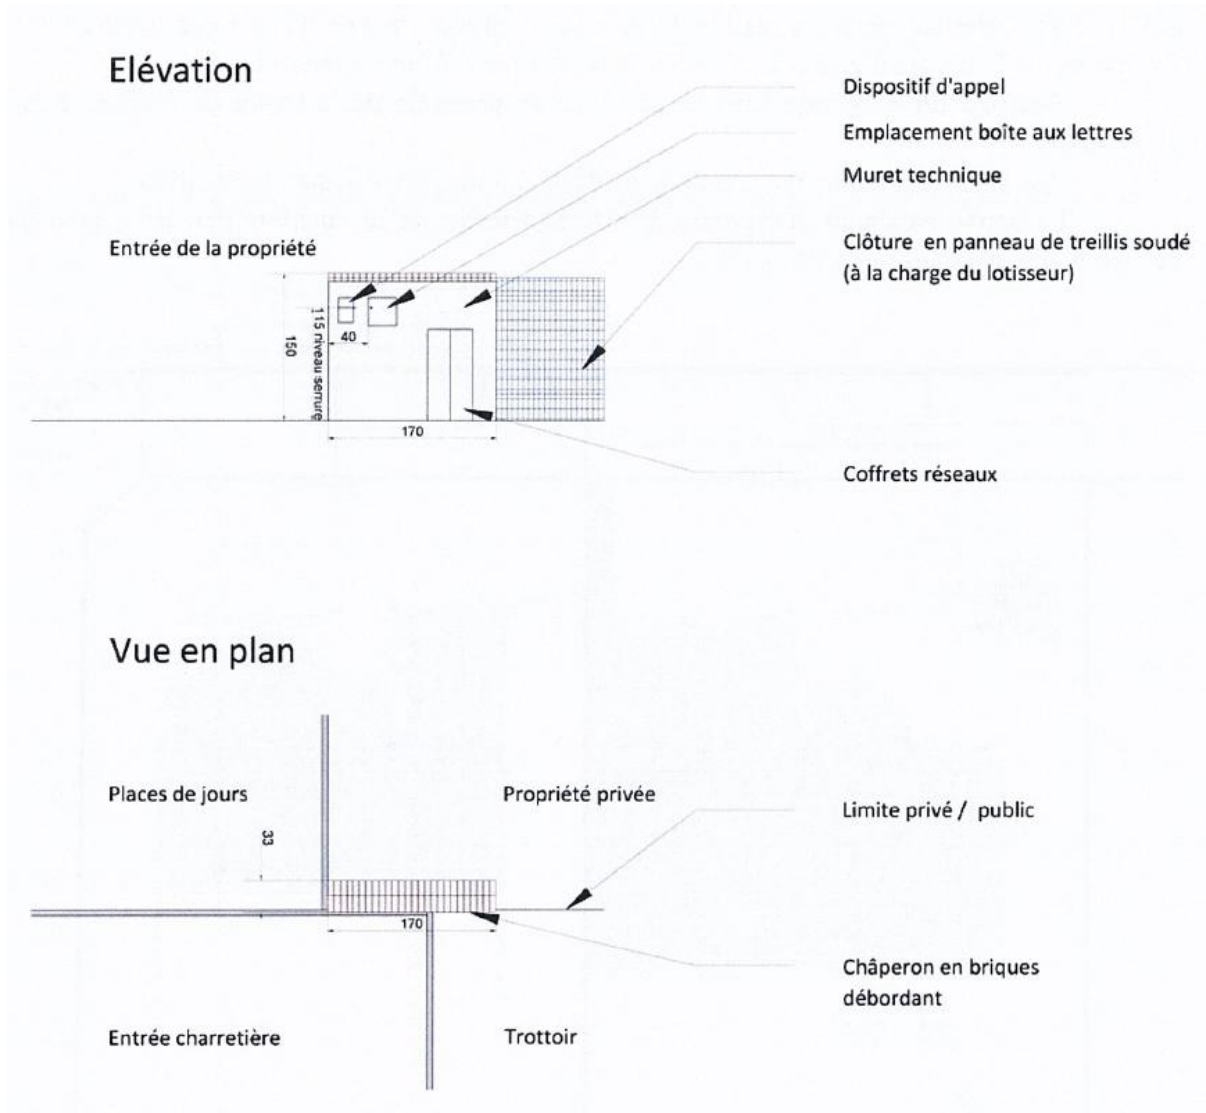 Elévation
Dispositif d'appel
Emplacement boîte aux lettres
Muret technique
Entrée de la propriété
Clôture en panneau de treillis soudé
(à la charge du lotisseur)
150
115 niveau serrure
40
170
Coffrets réseaux
Vue en plan
Places de jours
Propriété privée
Limite privé / public
33
170
Châperon en briques
débordant
Entrée charretière
Trottoir